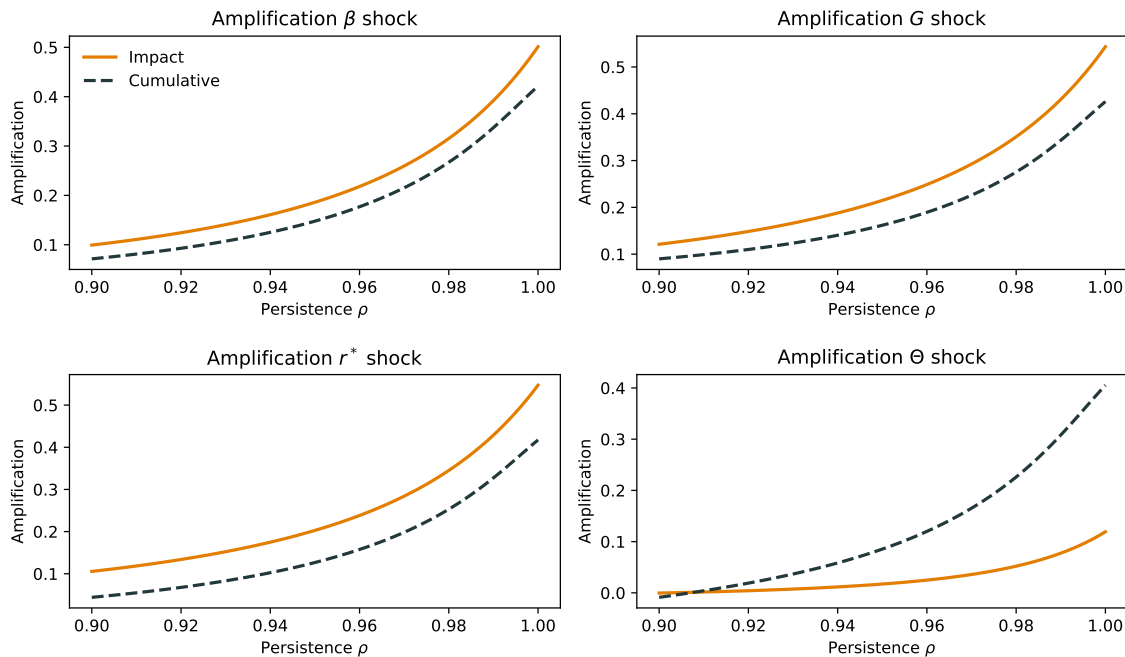 Amplification β shock
Amplification
0.5
0.4
0.3
0.2
0.1
Impact
Cumulative
0.90 0.92 0.94 0.96 0.98 1.00
Persistence ρ
Amplification G shock
Amplification
0.5
0.4
0.3
0.2
0.1
0.90 0.92 0.94 0.96 0.98 1.00
Persistence ρ
Amplification r* shock
Amplification
0.5
0.4
0.3
0.2
0.1
0.90 0.92 0.94 0.96 0.98 1.00
Persistence ρ
Amplification Θ shock
Amplification
0.4
0.3
0.2
0.1
0.0
0.90 0.92 0.94 0.96 0.98 1.00
Persistence ρ